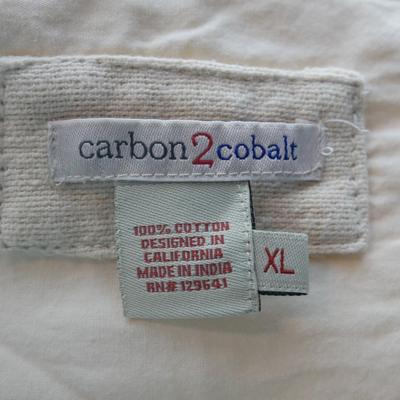 carbon2cobalt
100% COTTON
DESIGNED IN
CALIFORNIA
MADE IN INDIA
RN# 129641
XL